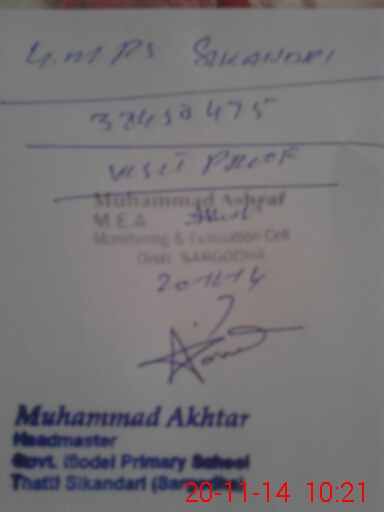 G.M.P.S SIKANDRI
VISIT PROOF
Muhammad Ashraf
M.E.A
Monitoring & Evaluation Cell
Distt: SARGODHA
20-11-14
Muhammad Akhtar
Headmaster
Govt. Model Primary School
Thatti Sikandari
20-11-14 10:21